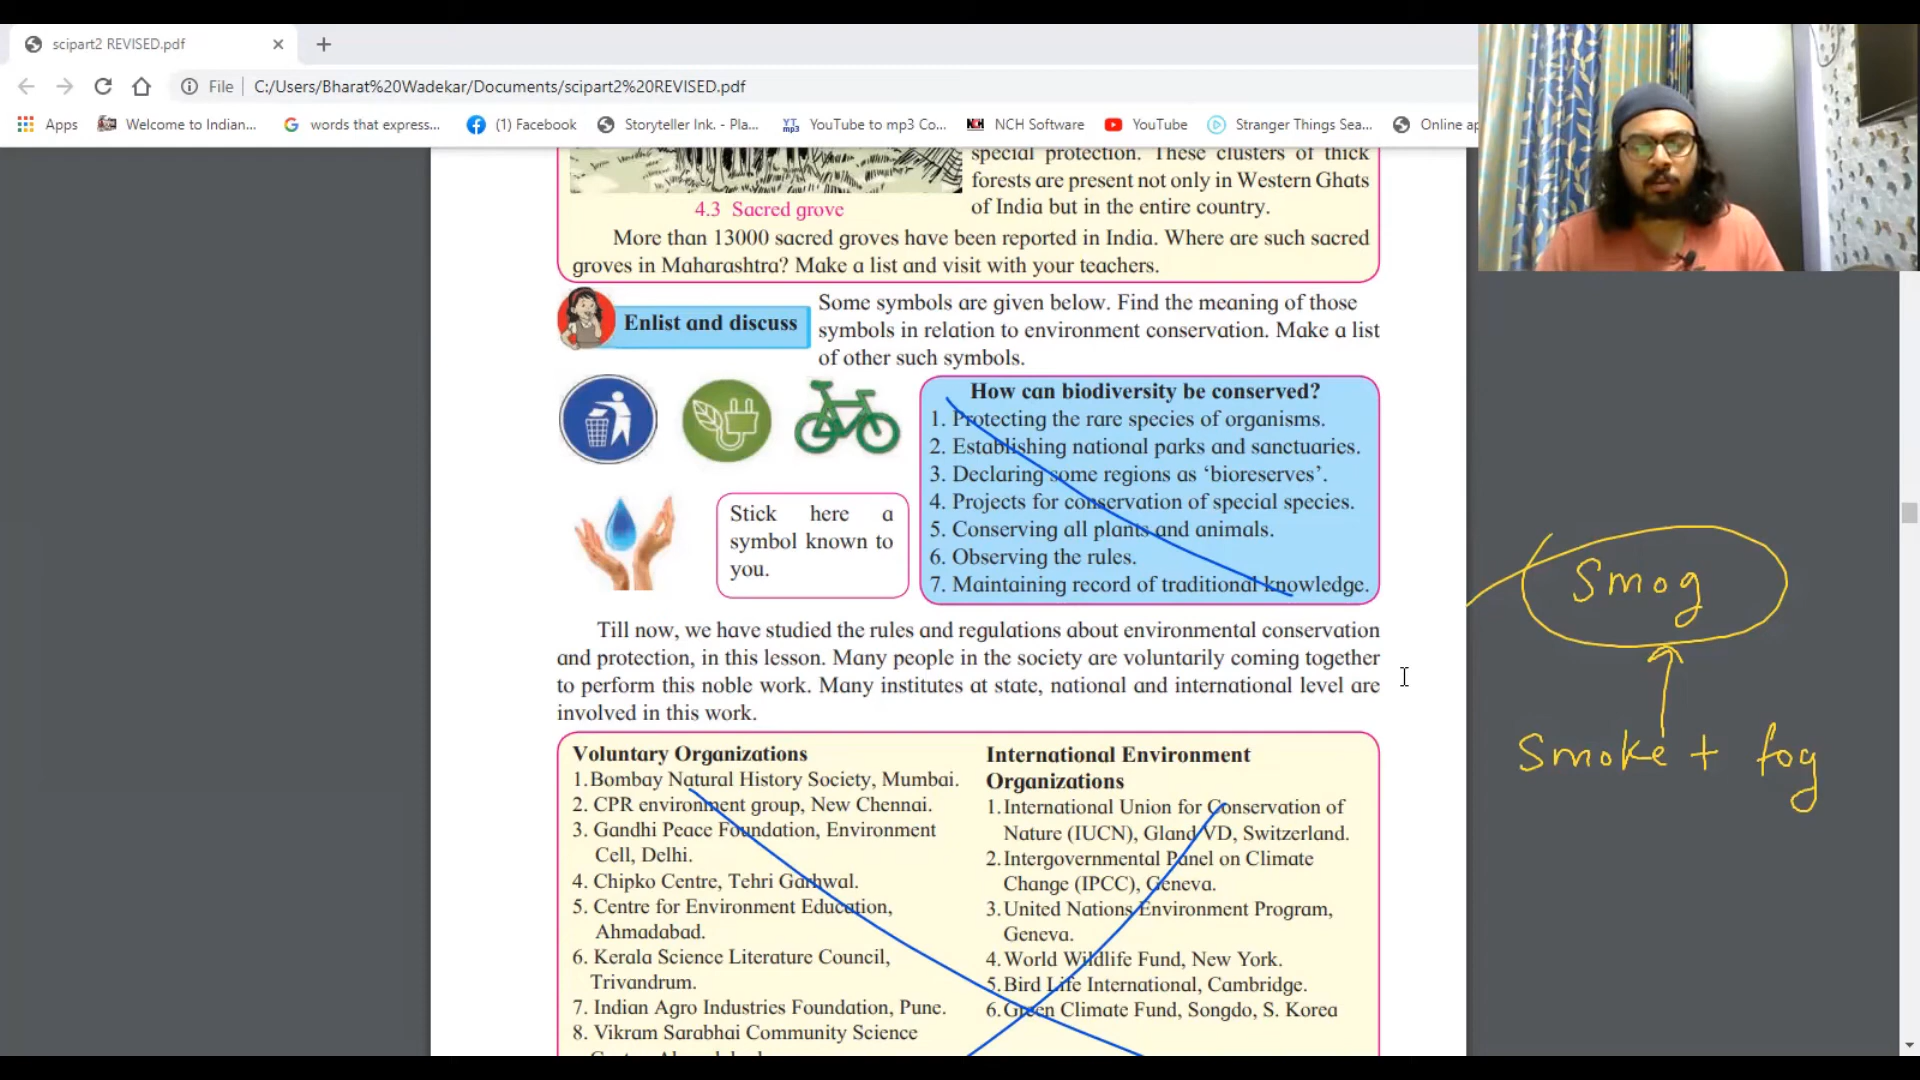 scipart2 REVISED.pdf
File C:/Users/Bharat%20Wadekar/Documents/scipart2%20REVISED.pdf
Apps Welcome to Indian... words that express... (1) Facebook Storyteller Ink. - Pla... YT mp3 YouTube to mp3 Co... NCH NCH Software YouTube Stranger Things Sea... Online ap
special protection. These clusters of thick
forests are present not only in Western Ghats
of India but in the entire country.
4.3 Sacred grove
More than 13000 sacred groves have been reported in India. Where are such sacred
groves in Maharashtra? Make a list and visit with your teachers.
Enlist and discuss
Some symbols are given below. Find the meaning of those
symbols in relation to environment conservation. Make a list
of other such symbols.
How can biodiversity be conserved?
1. Protecting the rare species of organisms.
2. Establishing national parks and sanctuaries.
3. Declaring some regions as ‘bioreserves’.
4. Projects for conservation of special species.
5. Conserving all plants and animals.
6. Observing the rules.
7. Maintaining record of traditional knowledge.
Stick here a
symbol known to
you.
Till now, we have studied the rules and regulations about environmental conservation
and protection, in this lesson. Many people in the society are voluntarily coming together
to perform this noble work. Many institutes at state, national and international level are
involved in this work.
Voluntary Organizations
1.Bombay Natural History Society, Mumbai.
2. CPR environment group, New Chennai.
3. Gandhi Peace Foundation, Environment
Cell, Delhi.
4. Chipko Centre, Tehri Garhwal.
5. Centre for Environment Education,
Ahmadabad.
6. Kerala Science Literature Council,
Trivandrum.
7. Indian Agro Industries Foundation, Pune.
8. Vikram Sarabhai Community Science
International Environment
Organizations
1.International Union for Conservation of
Nature (IUCN), Gland VD, Switzerland.
2.Intergovernmental Panel on Climate
Change (IPCC), Geneva.
3.United Nations Environment Program,
Geneva.
4.World Wildlife Fund, New York.
5.Bird Life International, Cambridge.
6.Green Climate Fund, Songdo, S. Korea
Smog
Smoke + fog